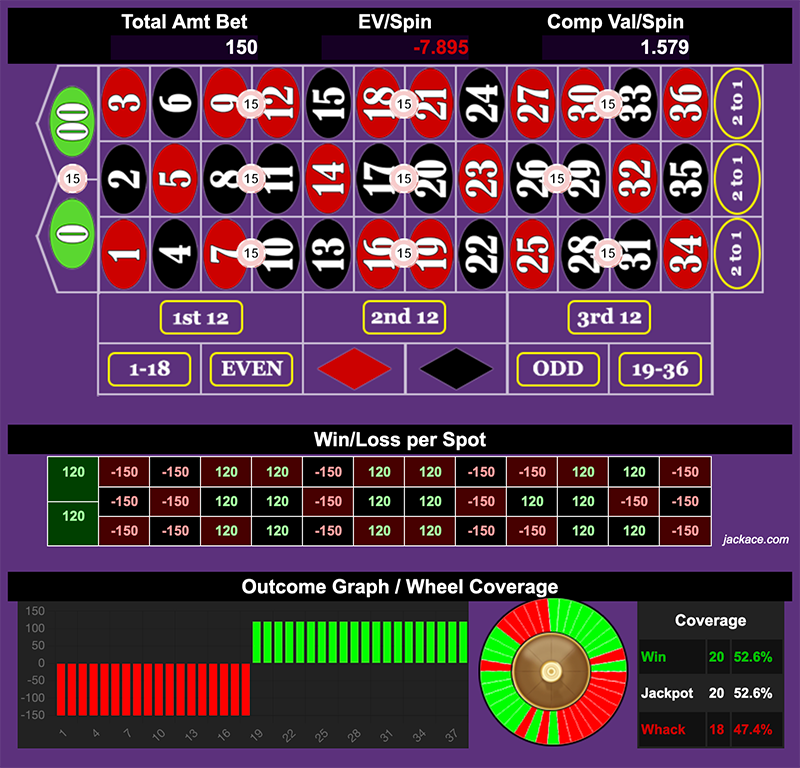 Total Amt Bet EV/Spin Comp Val/Spin
150 -7.895 1.579
00 3 6 9 15 12 15 18 15 21 24 27 30 15 33 36 2 to 1
15 2 5 8 15 11 14 17 15 20 23 26 15 29 32 35 2 to 1
0 1 4 7 15 10 13 16 15 19 22 25 28 15 31 34 2 to 1
1st 12 2nd 12 3rd 12
1-18 EVEN ODD 19-36
Win/Loss per Spot
120 -150 -150 120 120 -150 120 120 -150 -150 120 120 -150
-150 -150 120 120 -150 120 120 -150 120 120 -150 -150
120 -150 -150 120 120 -150 120 120 -150 -150 120 120 -150
jackace.com
Outcome Graph / Wheel Coverage
150
100
50
0
-50
-100
-150
1 4 7 10 13 16 19 22 25 28 31 34 37
Coverage
Win 20 52.6%
Jackpot 20 52.6%
Whack 18 47.4%